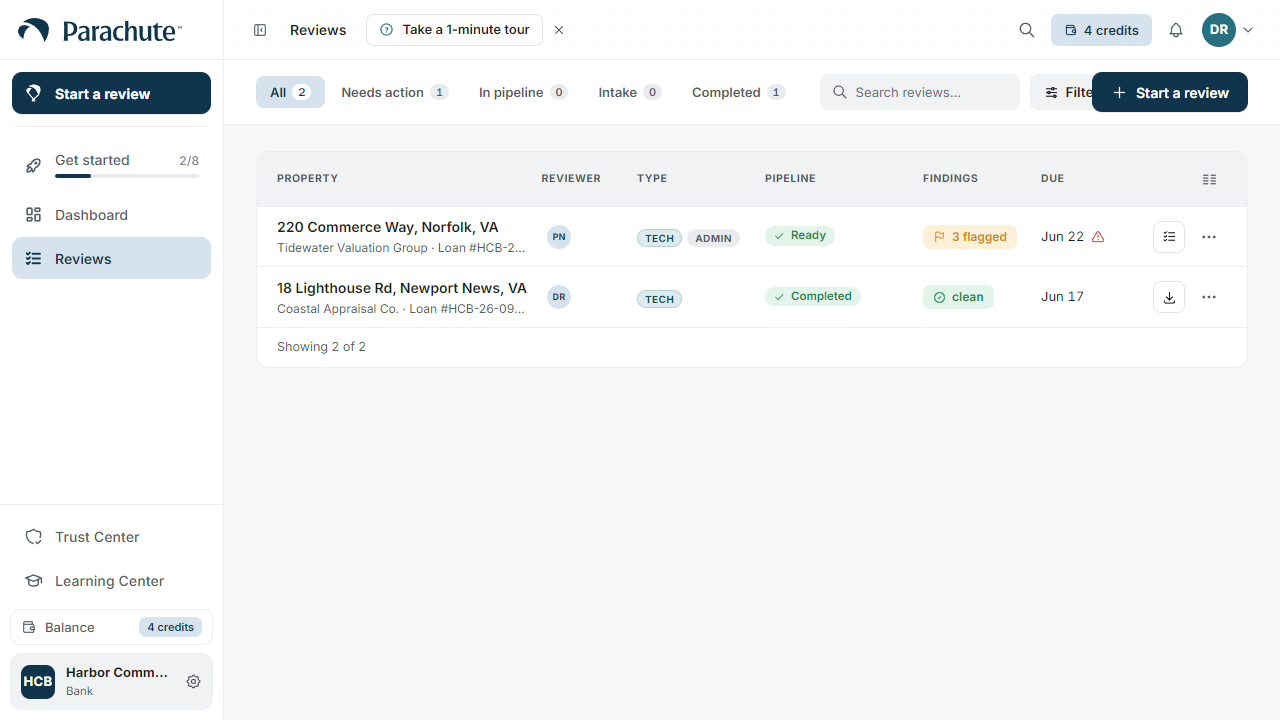 Parachute™
Start a review
Get started 2/8
Dashboard
Reviews
Trust Center
Learning Center
Balance 4 credits
HCB Harbor Comm...
Bank
Reviews Take a 1-minute tour 4 credits DR
All 2 Needs action 1 In pipeline 0 Intake 0 Completed 1 Search reviews... Filte Start a review
PROPERTY REVIEWER TYPE PIPELINE FINDINGS DUE
220 Commerce Way, Norfolk, VA
Tidewater Valuation Group · Loan #HCB-2...
PN TECH ADMIN Ready 3 flagged Jun 22
18 Lighthouse Rd, Newport News, VA
Coastal Appraisal Co. · Loan #HCB-26-09...
DR TECH Completed clean Jun 17
Showing 2 of 2